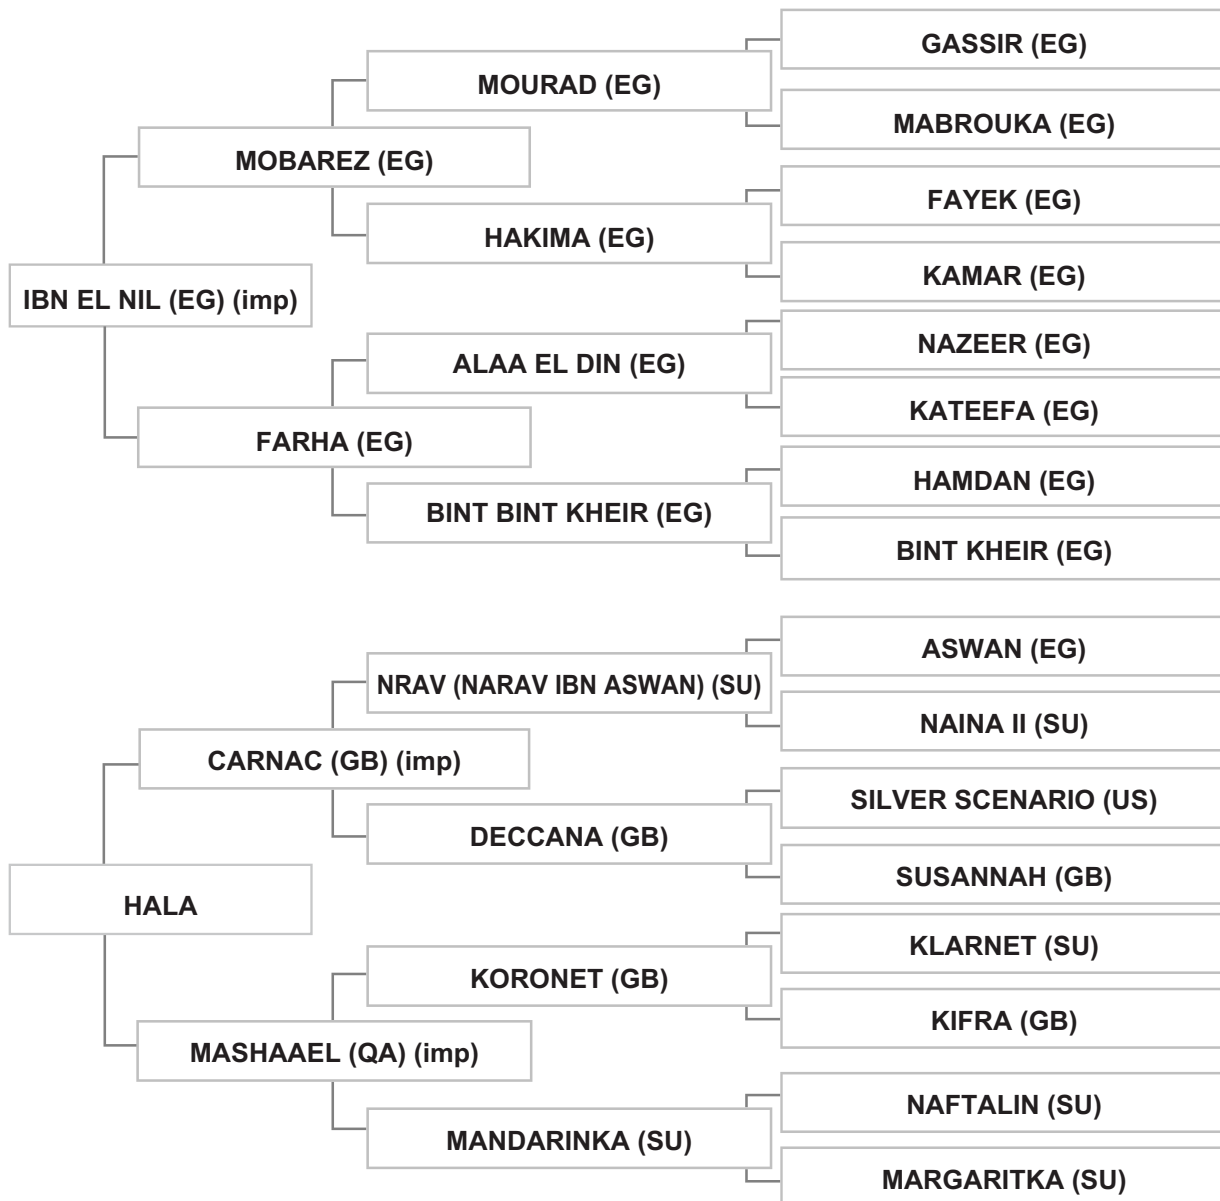 GASSIR (EG)
MOURAD (EG)
MABROUKA (EG)
MOBAREZ (EG)
FAYEK (EG)
HAKIMA (EG)
KAMAR (EG)
IBN EL NIL (EG) (imp)
NAZEER (EG)
ALAA EL DIN (EG)
KATEEFA (EG)
FARHA (EG)
HAMDAN (EG)
BINT BINT KHEIR (EG)
BINT KHEIR (EG)
ASWAN (EG)
NRAV (NARAV IBN ASWAN) (SU)
NAINA II (SU)
CARNAC (GB) (imp)
SILVER SCENARIO (US)
DECCANA (GB)
SUSANNAH (GB)
HALA
KLARNET (SU)
KORONET (GB)
KIFRA (GB)
MASHAAEL (QA) (imp)
NAFTALIN (SU)
MANDARINKA (SU)
MARGARITKA (SU)